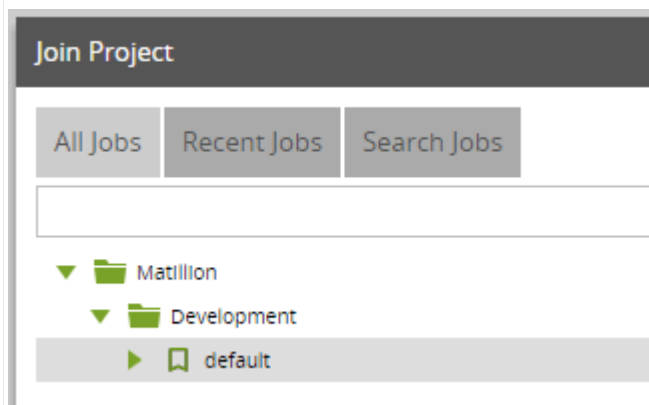 Join Project
All Jobs Recent Jobs Search Jobs
Matillion
Development
default